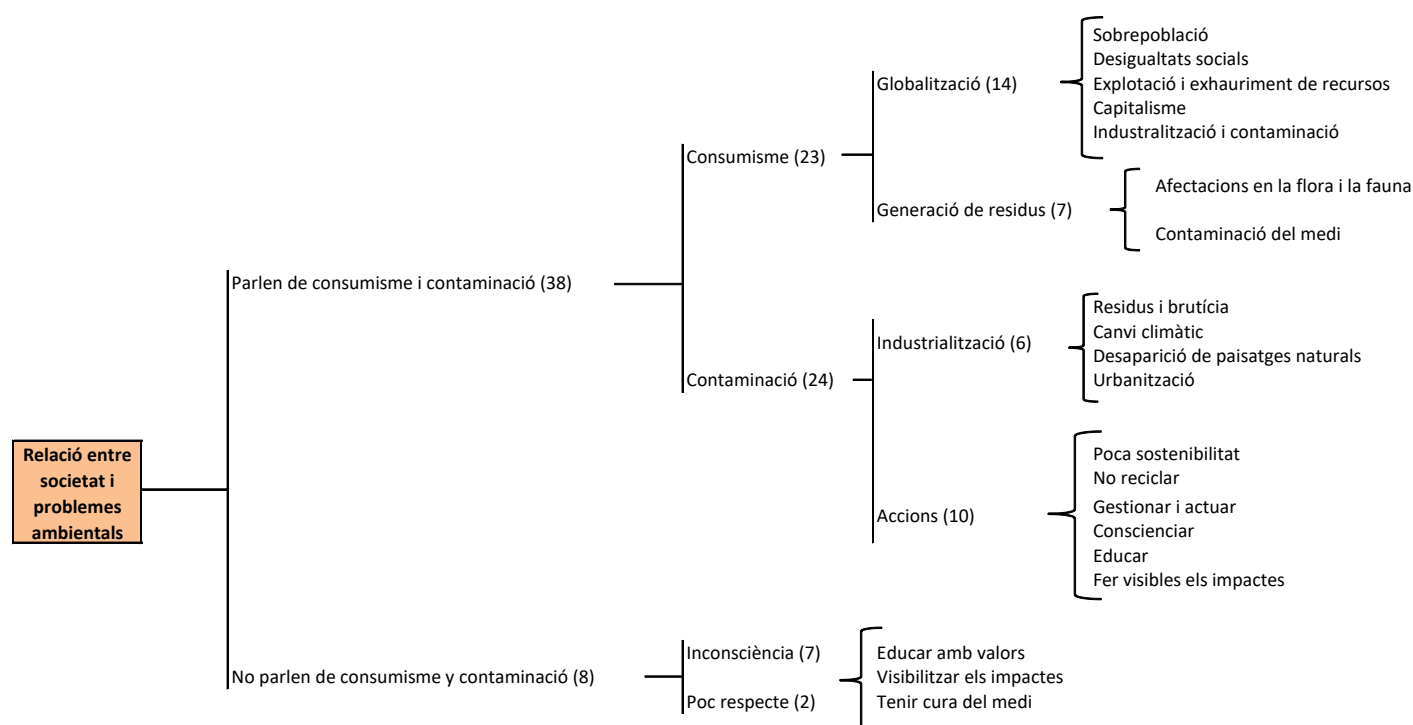 Sobrepoblació
Desigualtats socials
Globalització (14)
Explotació i exhauriment de recursos
Capitalisme
Industralització i contaminació
Consumisme (23)
Afectacions en la flora i la fauna
Generació de residus (7)
Contaminació del medi
Parlen de consumisme i contaminació (38)
Residus i brutícia
Canvi climàtic
Industrialització (6)
Desaparició de paisatges naturals
Urbanització
Contaminació (24)
Relació entre
societat i
problemes
ambientals
Poca sostenibilitat
No reciclar
Gestionar i actuar
Accions (10)
Conscienciar
Educar
Fer visibles els impactes
No parlen de consumisme y contaminació (8)
Inconsciència (7)
Poc respecte (2)
Educar amb valors
Visibilitzar els impactes
Tenir cura del medi